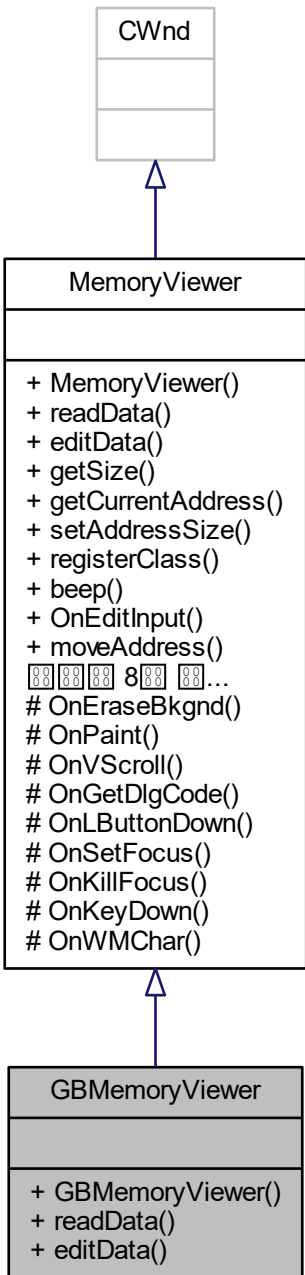 CWnd
MemoryViewer
+ MemoryViewer()
+ readData()
+ editData()
+ getSize()
+ getCurrentAddress()
+ setAddressSize()
+ registerClass()
+ beep()
+ OnEditInput()
+ moveAddress()
8
...
# OnEraseBkgnd()
# OnPaint()
# OnVScroll()
# OnGetDlgCode()
# OnLButtonDown()
# OnSetFocus()
# OnKillFocus()
# OnKeyDown()
# OnWMChar()
GBMemoryViewer
+ GBMemoryViewer()
+ readData()
+ editData()